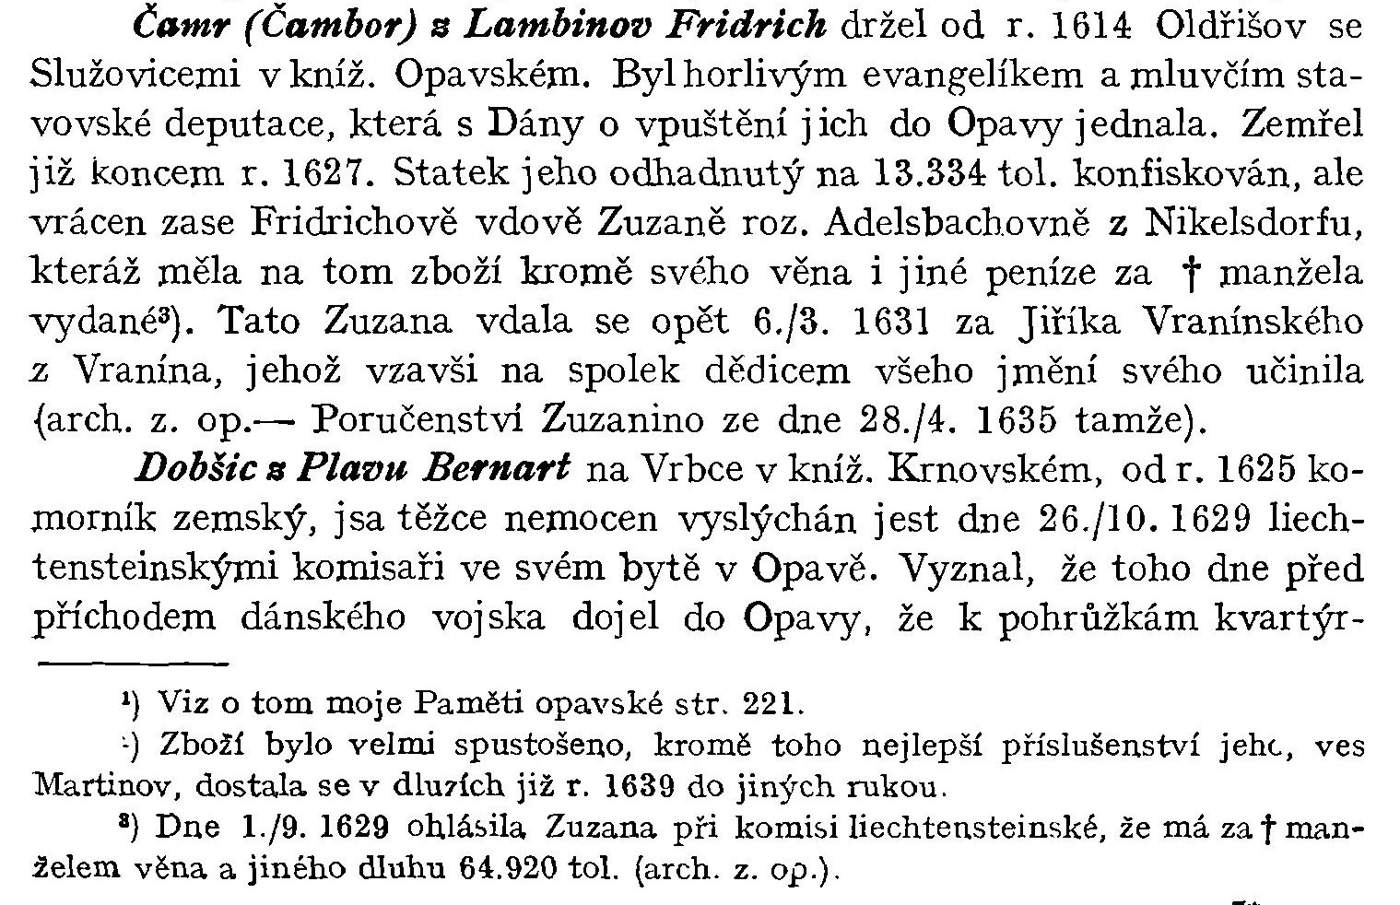 Čamr (Čambor) z Lambinov Fridrich držel od r. 1614 Oldřišov se
Služovicemi v kníž. Opavském. Byl horlivým evangelíkem a mluvčím sta-
vovské deputace, která s Dány o vpuštění jich do Opavy jednala. Zemřel
již koncem r. 1627. Statek jeho odhadnutý na 13.334 tol. konfiskován, ale
vrácen zase Fridrichově vdově Zuzaně roz. Adelsbachovně z Nikelsdorfu,
kteráž měla na tom zboží kromě svého věna i jiné peníze za † manžela
vydané³). Tato Zuzana vdala se opět 6./3. 1631 za Jiříka Vranínského
z Vranína, jehož vzavši na spolek dědicem všeho jmění svého učinila
(arch. z. op.— Poručenství Zuzanino ze dne 28./4. 1635 tamže).
Dobšic z Plavu Bernart na Vrbce v kníž. Krnovském, od r. 1625 ko-
morník zemský, jsa těžce nemocen vyslýchán jest dne 26./10. 1629 liech-
tensteinskými komisaři ve svém bytě v Opavě. Vyznal, že toho dne před
příchodem dánského vojska dojel do Opavy, že k pohrůžkám kvartýr-
¹) Viz o tom moje Paměti opavské str. 221.
²) Zboží bylo velmi spustošeno, kromě toho nejlepší příslušenství jeho, ves
Martinov, dostala se v dluzích již r. 1639 do jiných rukou.
³) Dne 1./9. 1629 ohlásila Zuzana při komisi liechtensteinské, že má za † man-
želem věna a jiného dluhu 64.920 tol. (arch. z. op.).